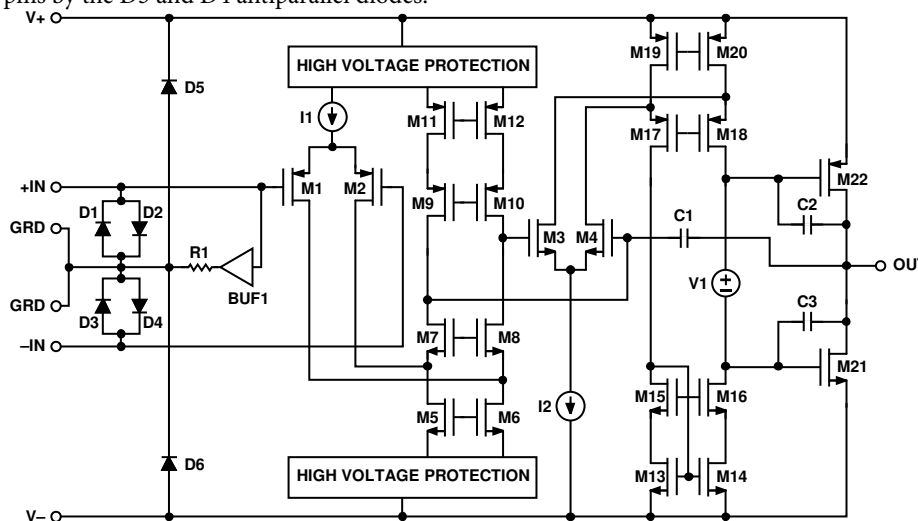 pins by the D3 and D4 antiparallel diodes.
V+
M19
M20
HIGH VOLTAGE PROTECTION
D5
I1
M11
M12
M17
M18
+IN
M1
M2
M9
M10
M22
D1
D2
GRD
C1
C2
M3
M4
R1
BUF1
OUT
V1
GRD
D3
D4
C3
–IN
M7
M8
M21
M5
M6
I2
M15
M16
D6
HIGH VOLTAGE PROTECTION
M13
M14
V–